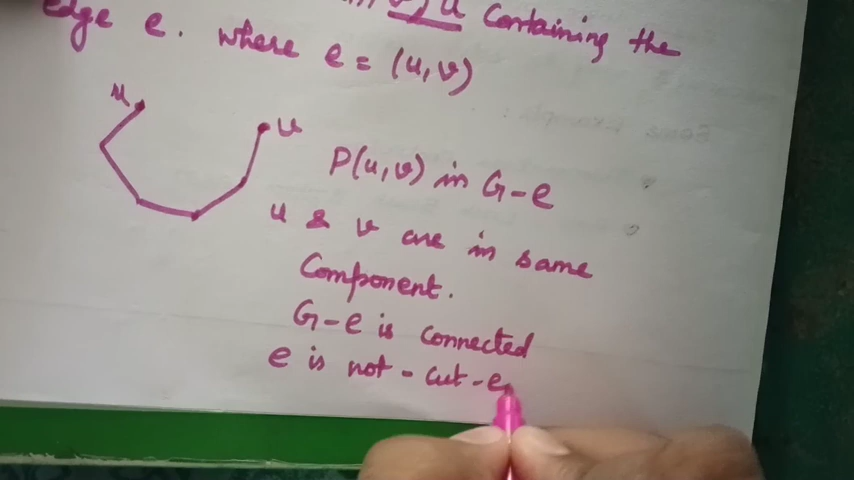 Containing the
edge e. where e = (u,v)
u
v
P(u,v) in G-e
u & v are in same
Component.
G-e is connected
e is not - cut - e